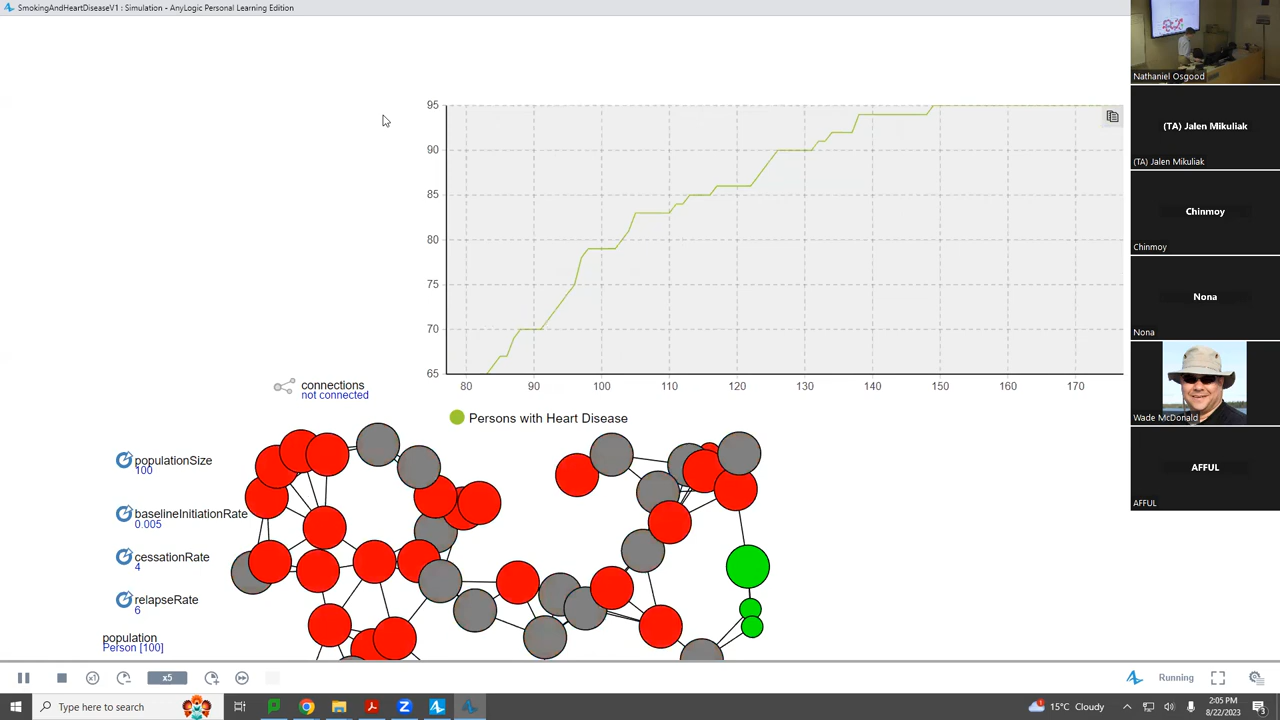 SmokingAndHeartDiseaseV1 : Simulation - AnyLogic Personal Learning Edition
95
90
85
80
75
70
65
80 90 100 110 120 130 140 150 160 170
Persons with Heart Disease
connections
not connected
populationSize
100
baselineInitiationRate
0.005
cessationRate
4
relapseRate
6
population
Person [100]
x1
x5
Running
Nathaniel Osgood
(TA) Jalen Mikuliak
(TA) Jalen Mikuliak
Chinmoy
Chinmoy
Nona
Nona
Wade McDonald
AFFUL
AFFUL
Type here to search
15°C Cloudy
2:05 PM
8/22/2023
3